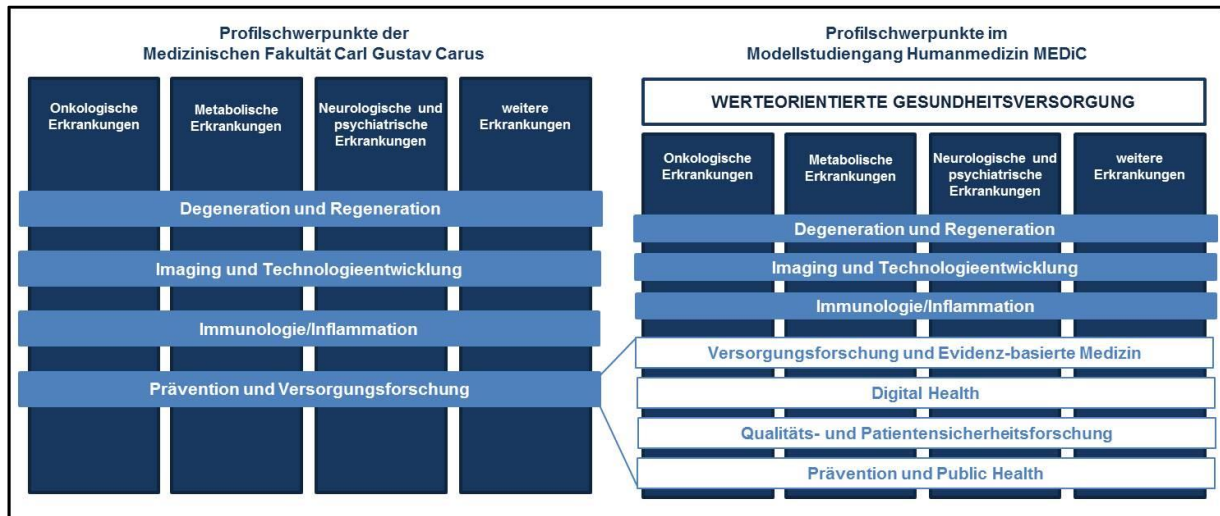 Profilschwerpunkte der
Medizinischen Fakultät Carl Gustav Carus
Onkologische
Erkrankungen
Metabolische
Erkrankungen
Neurologische und
psychiatrische
Erkrankungen
weitere
Erkrankungen
Degeneration und Regeneration
Imaging und Technologieentwicklung
Immunologie/Inflammation
Prävention und Versorgungsforschung
Profilschwerpunkte im
Modellstudiengang Humanmedizin MEDiC
WERTEORIENTIERTE GESUNDHEITSVERSORGUNG
Onkologische
Erkrankungen
Metabolische
Erkrankungen
Neurologische und
psychiatrische
Erkrankungen
weitere
Erkrankungen
Degeneration und Regeneration
Imaging und Technologieentwicklung
Immunologie/Inflammation
Versorgungsforschung und Evidenz-basierte Medizin
Digital Health
Qualitäts- und Patientensicherheitsforschung
Prävention und Public Health